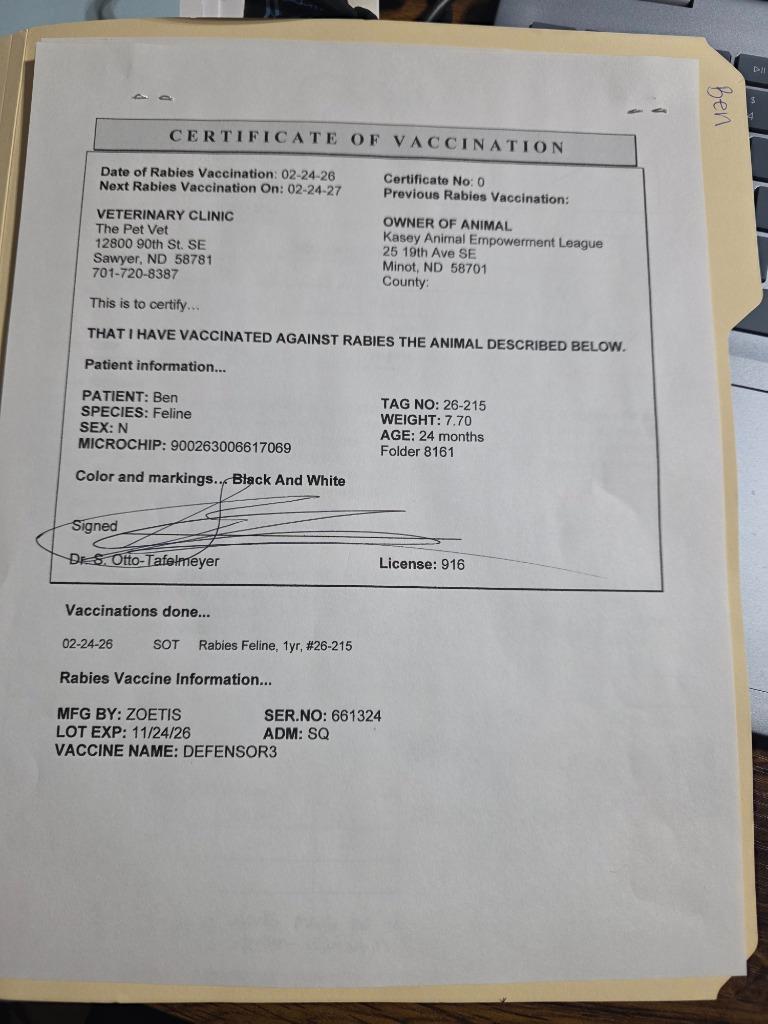 Ben
CERTIFICATE OF VACCINATION
Date of Rabies Vaccination: 02-24-26
Next Rabies Vaccination On: 02-24-27
Certificate No: 0
Previous Rabies Vaccination:
VETERINARY CLINIC
The Pet Vet
12800 90th St. SE
Sawyer, ND 58781
701-720-8387
OWNER OF ANIMAL
Kasey Animal Empowerment League
25 19th Ave SE
Minot, ND 58701
County:
This is to certify...
THAT I HAVE VACCINATED AGAINST RABIES THE ANIMAL DESCRIBED BELOW.
Patient information...
PATIENT: Ben
SPECIES: Feline
SEX: N
MICROCHIP: 900263006617069
TAG NO: 26-215
WEIGHT: 7.70
AGE: 24 months
Folder 8161
Color and markings... Black And White
Signed
Dr. S. Otto-Tafelmeyer
License: 916
Vaccinations done...
02-24-26 SOT Rabies Feline, 1yr, #26-215
Rabies Vaccine Information...
MFG BY: ZOETIS
SER.NO: 661324
LOT EXP: 11/24/26
ADM: SQ
VACCINE NAME: DEFENSOR3